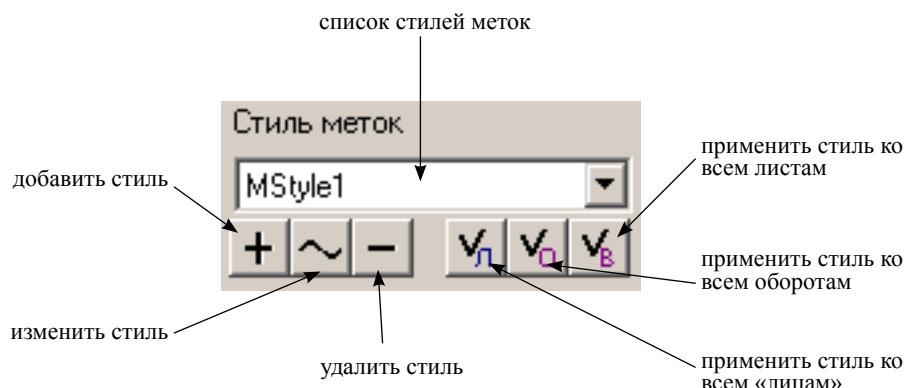 список стилей меток
Стиль меток
применить стиль ко
всем листам
добавить стиль
MStyle1
Л
О
В
применить стиль ко
всем оборотам
изменить стиль
удалить стиль
применить стиль ко
всем «лицам»